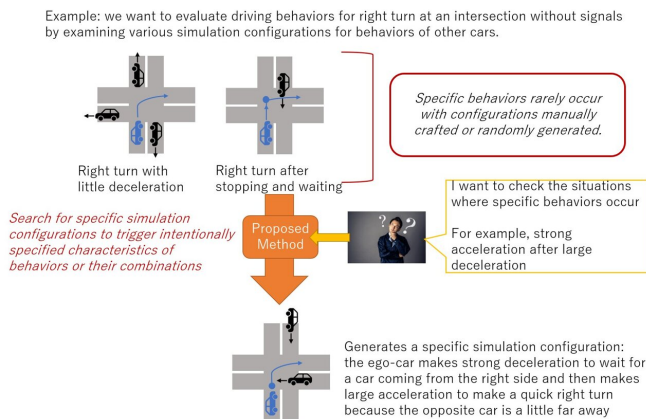 Example: we want to evaluate driving behaviors for right turn at an intersection without signals
by examining various simulation configurations for behaviors of other cars.
Specific behaviors rarely occur
with configurations manually
crafted or randomly generated.
Right turn with
little deceleration
Right turn after
stopping and waiting
I want to check the situations
where specific behaviors occur
For example, strong
acceleration after large
deceleration
Search for specific simulation
configurations to trigger intentionally
specified characteristics of
behaviors or their combinations
Proposed
Method
? ?
Generates a specific simulation configuration:
the ego-car makes strong deceleration to wait for
a car coming from the right side and then makes
large acceleration to make a quick right turn
because the opposite car is a little far away